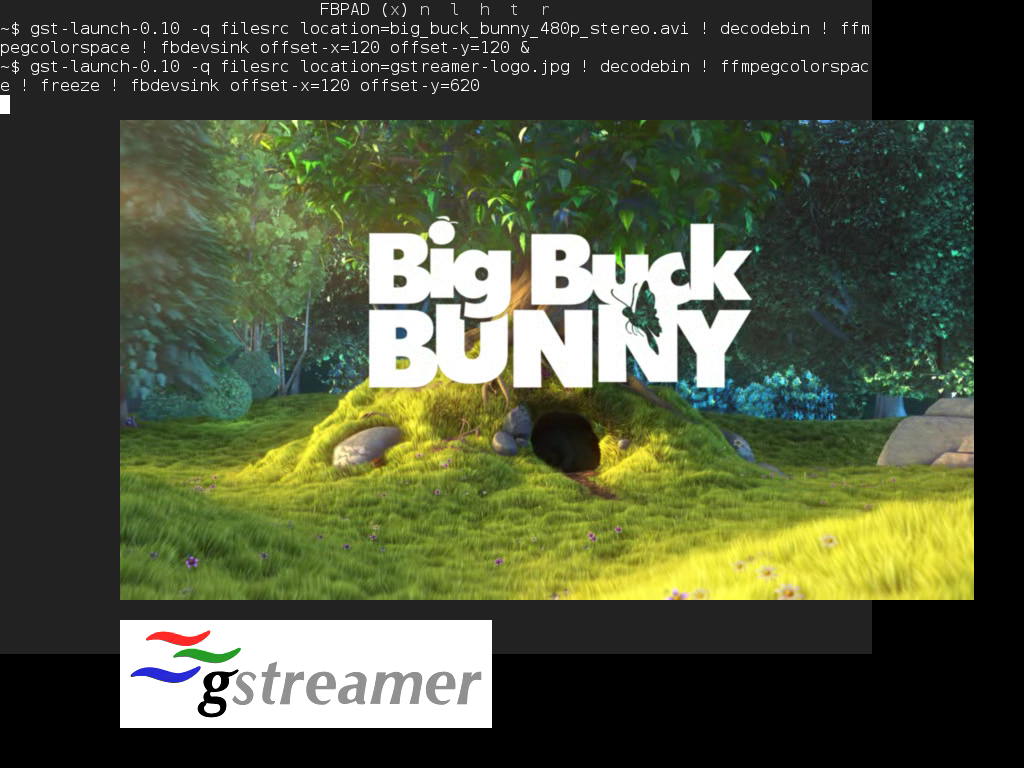 FBPAD (x) n l h t r
~$ gst-launch-0.10 -q filesrc location=big_buck_bunny_480p_stereo.avi ! decodebin ! ffm
pegcolorspace ! fbdevsink offset-x=120 offset-y=120 &
~$ gst-launch-0.10 -q filesrc location=gstreamer-logo.jpg ! decodebin ! ffmpegcolorspac
e ! freeze ! fbdevsink offset-x=120 offset-y=620
Big Buck
BUNNY
gstreamer